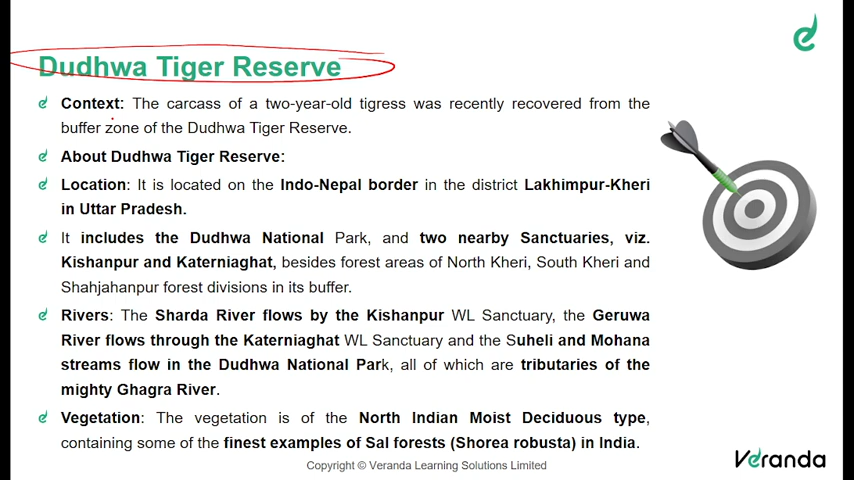 Dudhwa Tiger Reserve
Context: The carcass of a two-year-old tigress was recently recovered from the
buffer zone of the Dudhwa Tiger Reserve.
About Dudhwa Tiger Reserve:
Location: It is located on the Indo-Nepal border in the district Lakhimpur-Kheri
in Uttar Pradesh.
It includes the Dudhwa National Park, and two nearby Sanctuaries, viz.
Kishanpur and Katerniaghat, besides forest areas of North Kheri, South Kheri and
Shahjahanpur forest divisions in its buffer.
Rivers: The Sharda River flows by the Kishanpur WL Sanctuary, the Geruwa
River flows through the Katerniaghat WL Sanctuary and the Suheli and Mohana
streams flow in the Dudhwa National Park, all of which are tributaries of the
mighty Ghagra River.
Vegetation: The vegetation is of the North Indian Moist Deciduous type,
containing some of the finest examples of Sal forests (Shorea robusta) in India.
Copyright © Veranda Learning Solutions Limited
Veranda